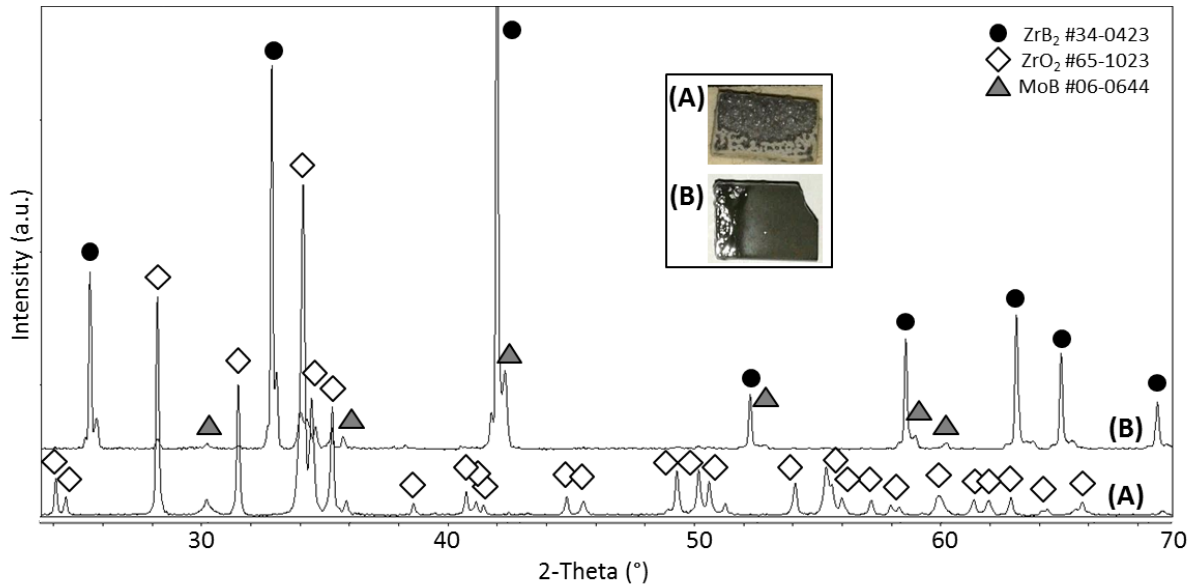 ZrB₂ #34-0423
ZrO₂ #65-1023
MoB #06-0644
(A)
(B)
Intensity (a.u.)
(B)
(A)
30 40 50 60 70
2-Theta (°)